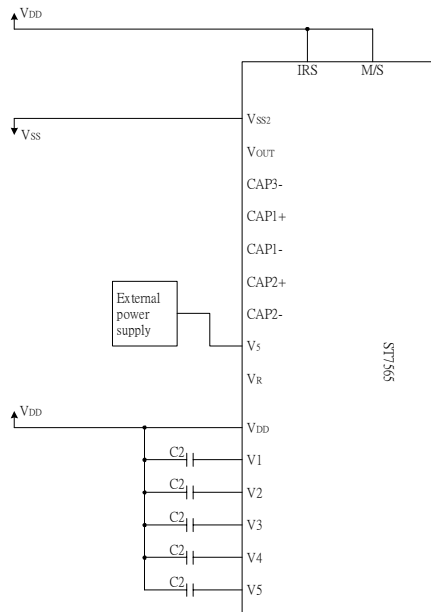 VDD
IRS M/S
VSS2
VSS
VOUT
CAP3-
CAP1+
CAP1-
CAP2+
External
power
supply
CAP2-
V5
ST7565
VR
VDD
VDD
C2 V1
C2 V2
C2 V3
C2 V4
C2 V5